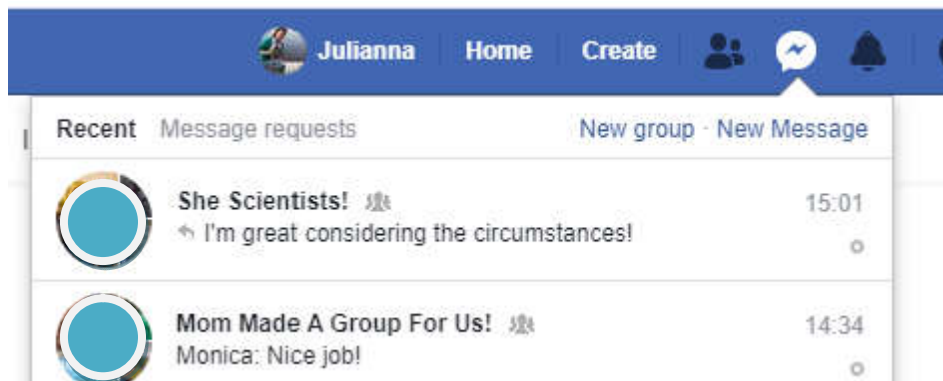 Julianna Home Create
Recent Message requests New group · New Message
She Scientists! 15:01
I'm great considering the circumstances!
Mom Made A Group For Us! 14:34
Monica: Nice job!